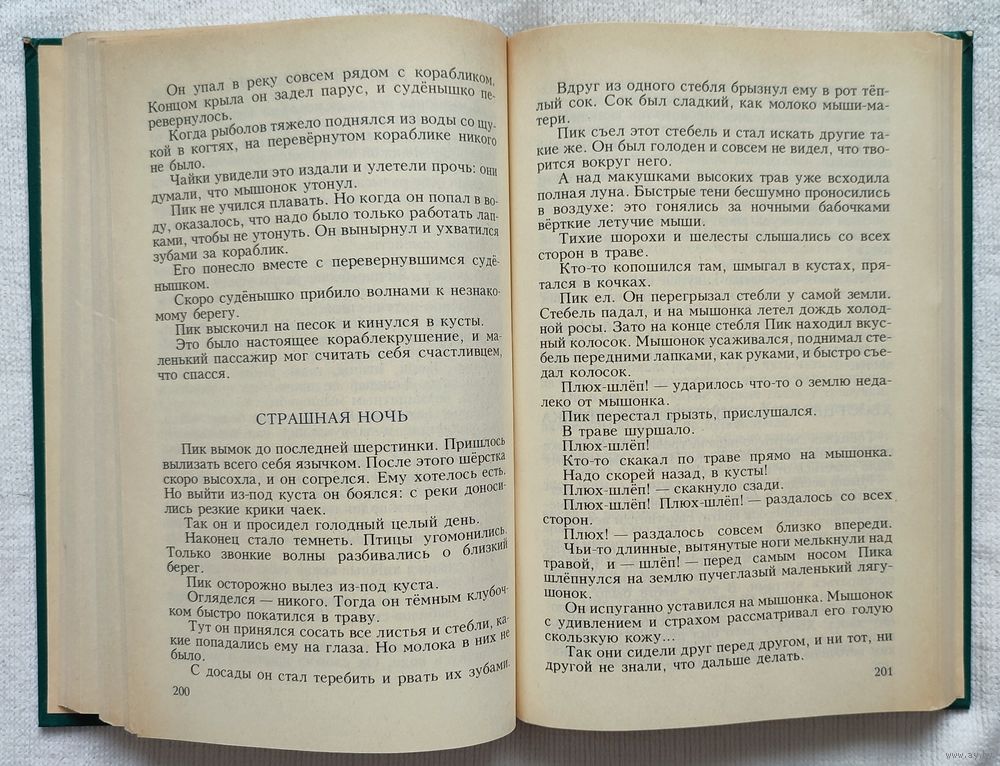 Он упал в реку совсем рядом с корабликом.
Концом крыла он задел парус, и судёнышко пе-
ревернулось.
Когда рыболов тяжело поднялся из воды со щу-
кой в когтях, на перевёрнутом кораблике никого
не было.
Чайки увидели это издали и улетели прочь: они
думали, что мышонок утонул.
Пик не учился плавать. Но когда он попал в во-
ду, оказалось, что надо было только работать лап-
ками, чтобы не утонуть. Он вынырнул и ухватился
зубами за кораблик.
Его понесло вместе с перевернувшимся судё-
нышком.
Скоро судёнышко прибило волнами к незнако-
мому берегу.
Пик выскочил на песок и кинулся в кусты.
Это было настоящее кораблекрушение, и ма-
ленький пассажир мог считать себя счастливцем,
что спасся.
СТРАШНАЯ НОЧЬ
Пик вымок до последней шерстинки. Пришлось
вылизать всего себя язычком. После этого шёрстка
скоро высохла, и он согрелся. Ему хотелось есть.
Но выйти из-под куста он боялся: с реки доноси-
лись резкие крики чаек.
Так он и просидел голодный целый день.
Наконец стало темнеть. Птицы угомонились.
Только звонкие волны разбивались о близкий
берег.
Пик осторожно вылез из-под куста.
Огляделся — никого. Тогда он тёмным клубоч-
ком быстро покатился в траву.
Тут он принялся сосать все листья и стебли, ка-
кие попадались ему на глаза. Но молока в них не
было.
С досады он стал теребить и рвать их зубами.
200
Вдруг из одного стебля брызнул ему в рот тёп-
лый сок. Сок был сладкий, как молоко мыши-ма-
тери.
Пик съел этот стебель и стал искать другие та-
кие же. Он был голоден и совсем не видел, что тво-
рится вокруг него.
А над макушками высоких трав уже всходила
полная луна. Быстрые тени бесшумно проносились
в воздухе: это гонялись за ночными бабочками
вёрткие летучие мыши.
Тихие шорохи и шелесты слышались со всех
сторон в траве.
Кто-то копошился там, шмыгал в кустах, пря-
тался в кочках.
Пик ел. Он перегрызал стебли у самой земли.
Стебель падал, и на мышонка летел дождь холод-
ной росы. Зато на конце стебля Пик находил вкус-
ный колосок. Мышонок усаживался, поднимал сте-
бель передними лапками, как руками, и быстро съе-
дал колосок.
Плюх-шлёп! — ударилось что-то о землю неда-
леко от мышонка.
Пик перестал грызть, прислушался.
В траве шуршало.
Плюх-шлёп!
Кто-то скакал по траве прямо на мышонка.
Надо скорей назад, в кусты!
Плюх-шлёп! — скакнуло сзади.
Плюх-шлёп! Плюх-шлёп! — раздалось со всех
сторон.
Плюх! — раздалось совсем близко впереди.
Чьи-то длинные, вытянутые ноги мелькнули над
травой, и — шлёп! — перед самым носом Пика
шлёпнулся на землю пучеглазый маленький лягу-
шонок.
Он испуганно уставился на мышонка. Мышонок
с удивлением и страхом рассматривал его голую
скользкую кожу...
Так они сидели друг перед другом, и ни тот, ни
другой не знали, что дальше делать.
201